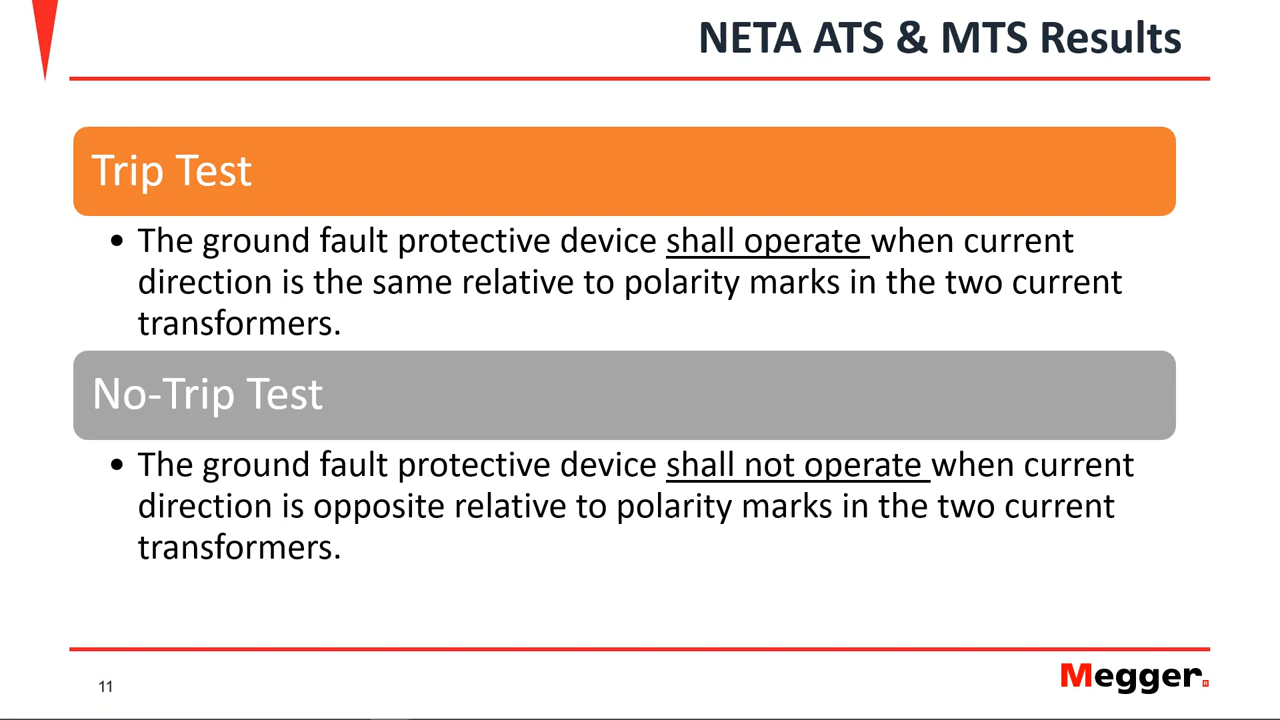 NETA ATS & MTS Results
Trip Test
• The ground fault protective device shall operate when current
direction is the same relative to polarity marks in the two current
transformers.
No-Trip Test
• The ground fault protective device shall not operate when current
direction is opposite relative to polarity marks in the two current
transformers.
11
Megger.